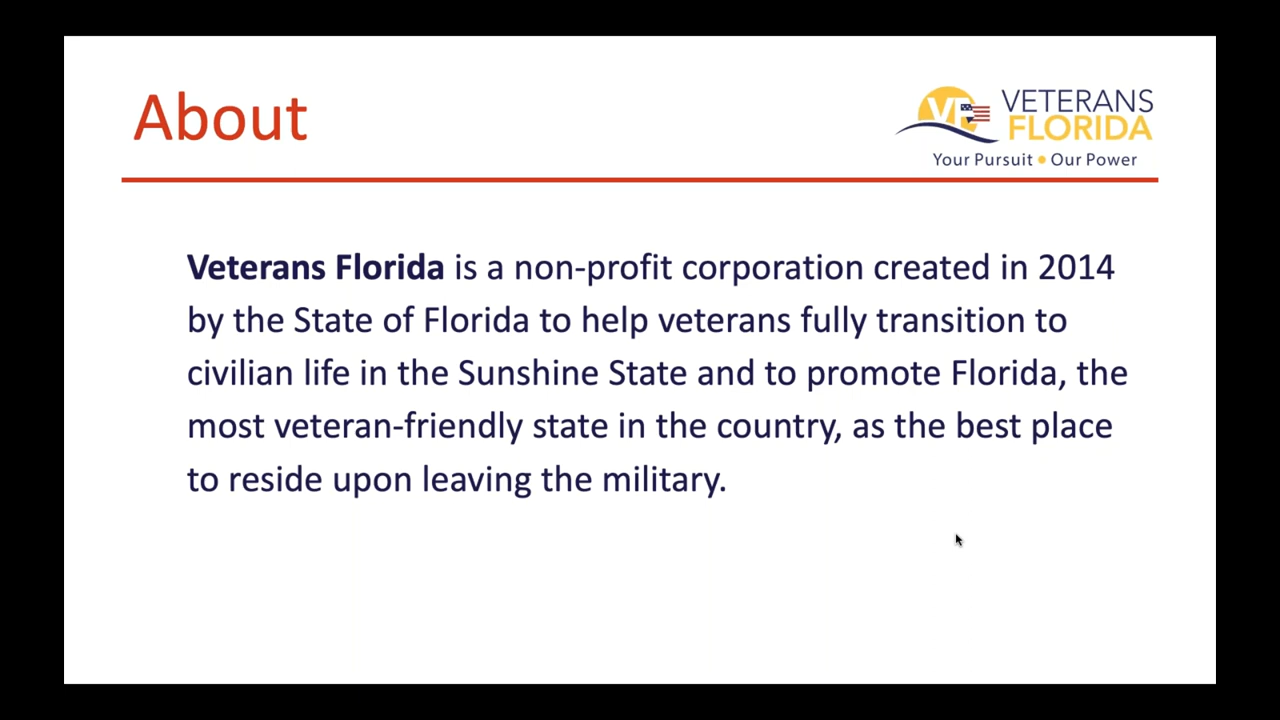 About
VF
VETERANS
FLORIDA
Your Pursuit • Our Power
Veterans Florida is a non-profit corporation created in 2014
by the State of Florida to help veterans fully transition to
civilian life in the Sunshine State and to promote Florida, the
most veteran-friendly state in the country, as the best place
to reside upon leaving the military.